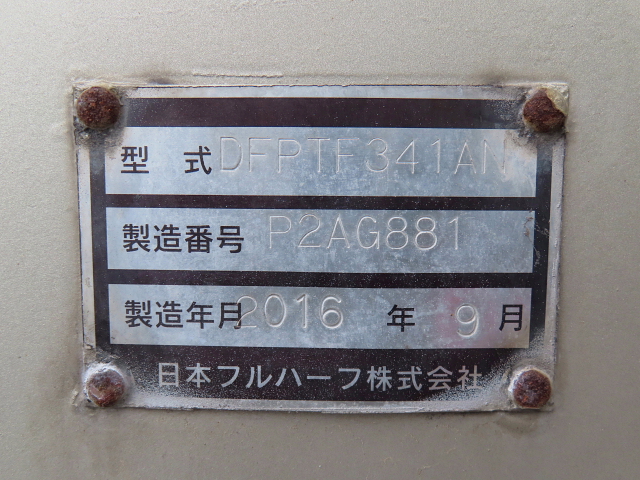 型 式 DFPTF341AN
製造番号 P2AG881
製造年月 2016 年 9 月
日本フルハーフ株式会社